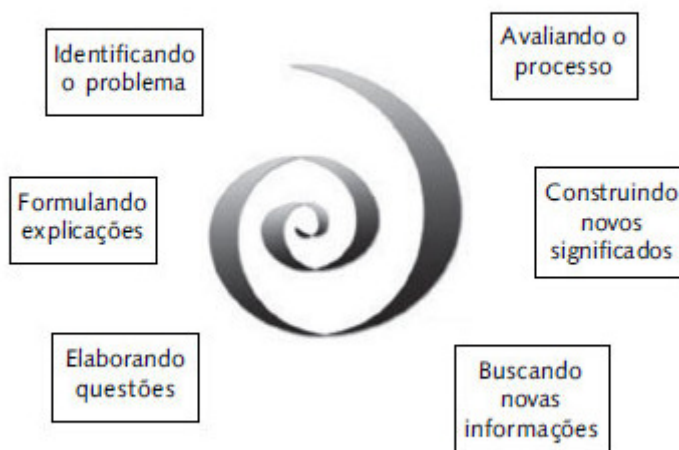 Identificando
o problema
Avaliando o
processo
Formulando
explicações
Construindo
novos
significados
Elaborando
questões
Buscando
novas
informações